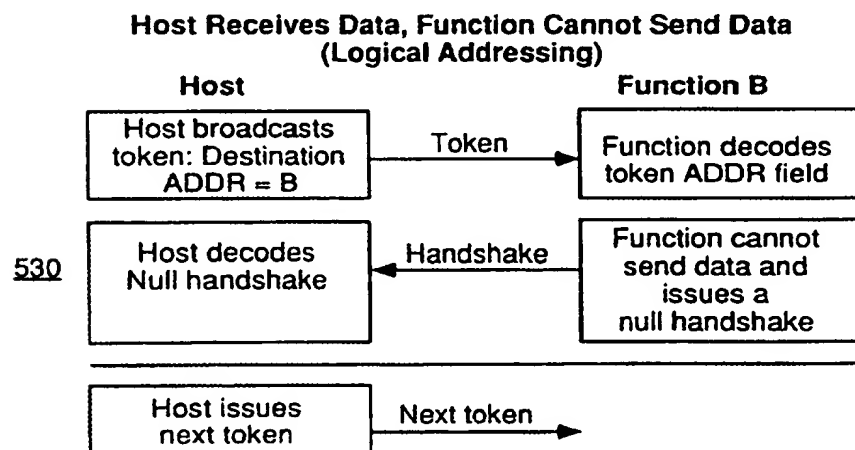 Host Receives Data, Function Cannot Send Data
(Logical Addressing)
Host
Function B
Host broadcasts
token: Destination
ADDR = B
Token
Function decodes
token ADDR field
530
Host decodes
Null handshake
Handshake
Function cannot
send data and
issues a
null handshake
Host issues
next token
Next token